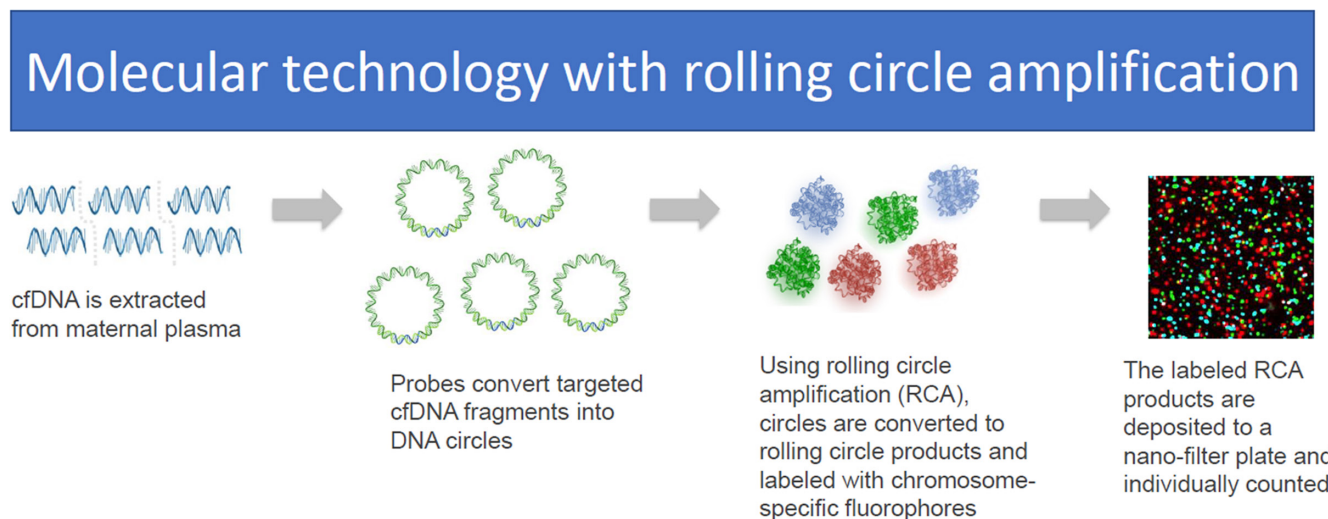 Molecular technology with rolling circle amplification
cfDNA is extracted
from maternal plasma
Probes convert targeted
cfDNA fragments into
DNA circles
Using rolling circle
amplification (RCA),
circles are converted to
rolling circle products and
labeled with chromosome-
specific fluorophores
The labeled RCA
products are
deposited to a
nano-filter plate and
individually counted